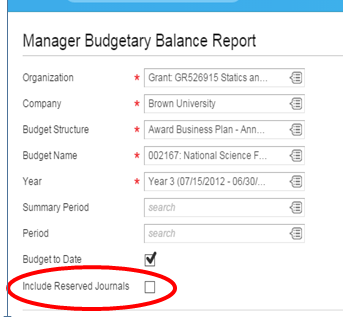 Manager Budgetary Balance Report
Organization * Grant: GR526915 Statics an...
Company * Brown University
Budget Structure * Award Business Plan - Ann...
Budget Name * 002167: National Science F...
Year * Year 3 (07/15/2012 - 06/30/...
Summary Period search
Period search
Budget to Date
Include Reserved Journals